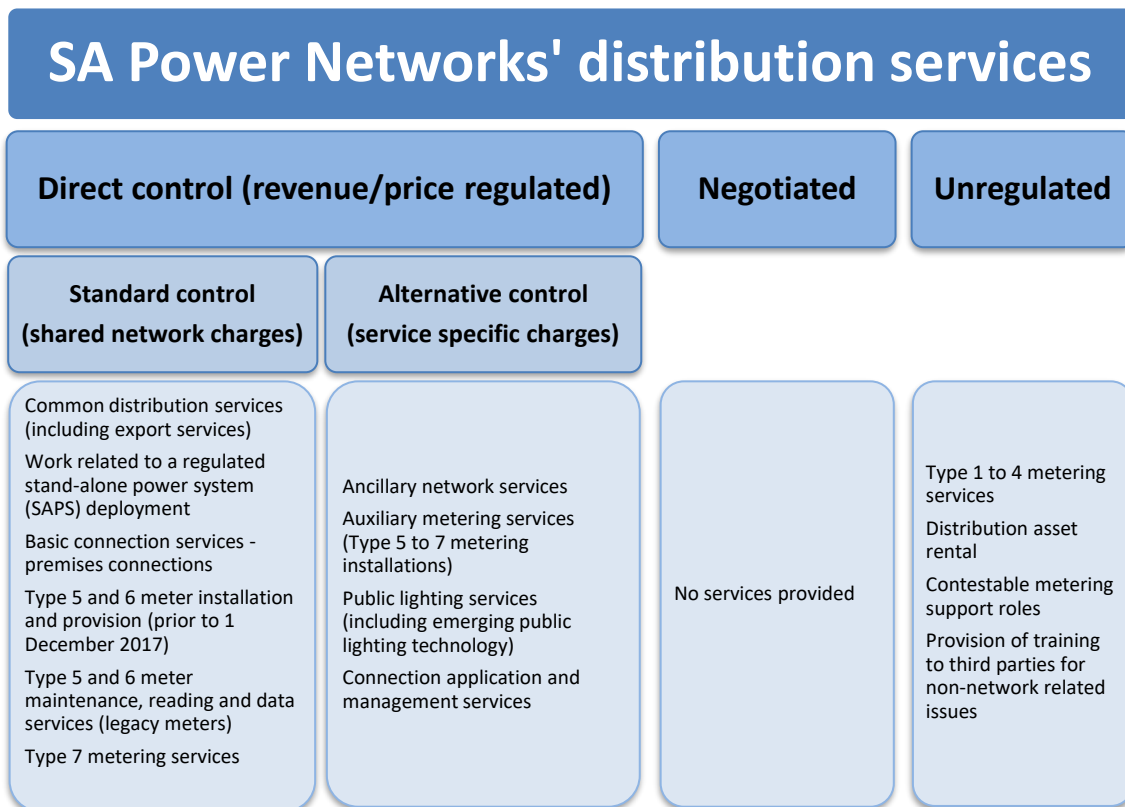 SA Power Networks' distribution services
Direct control (revenue/price regulated)
Negotiated
Unregulated
Standard control
(shared network charges)
Alternative control
(service specific charges)
Common distribution services
(including export services)
Work related to a regulated
stand-alone power system
(SAPS) deployment
Basic connection services -
premises connections
Type 5 and 6 meter installation
and provision (prior to 1
December 2017)
Type 5 and 6 meter
maintenance, reading and data
services (legacy meters)
Type 7 metering services
Ancillary network services
Auxiliary metering services
(Type 5 to 7 metering
installations)
Public lighting services
(including emerging public
lighting technology)
Connection application and
management services
No services provided
Type 1 to 4 metering
services
Distribution asset
rental
Contestable metering
support roles
Provision of training
to third parties for
non-network related
issues